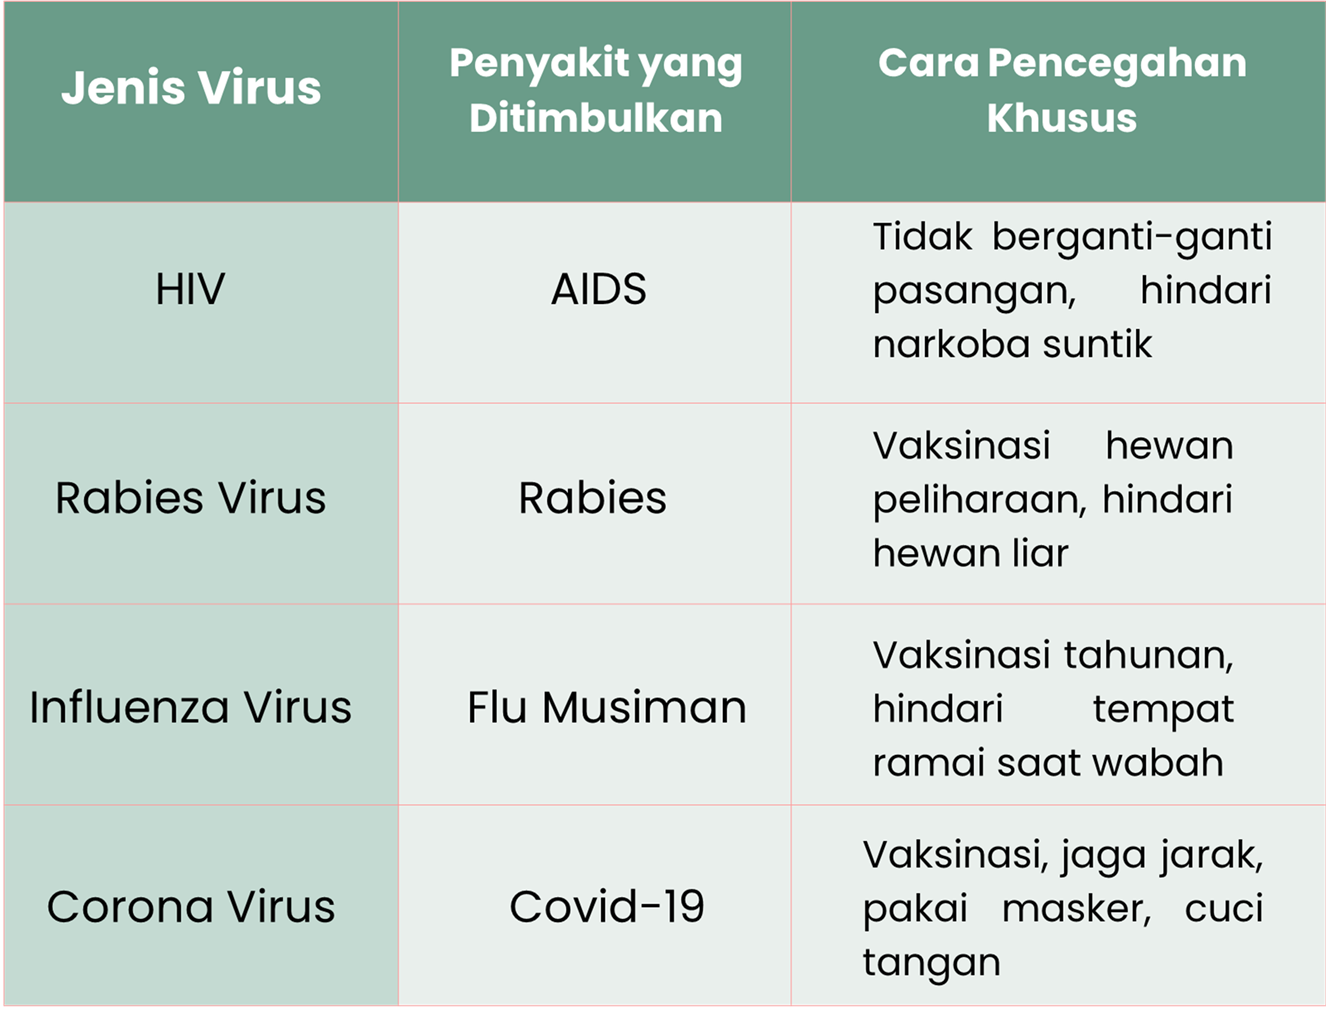 Jenis Virus
Penyakit yang
Ditimbulkan
Cara Pencegahan
Khusus
HIV
AIDS
Tidak berganti-ganti
pasangan, hindari
narkoba suntik
Rabies Virus
Rabies
Vaksinasi hewan
peliharaan, hindari
hewan liar
Influenza Virus
Flu Musiman
Vaksinasi tahunan,
hindari tempat
ramai saat wabah
Corona Virus
Covid-19
Vaksinasi, jaga jarak,
pakai masker, cuci
tangan